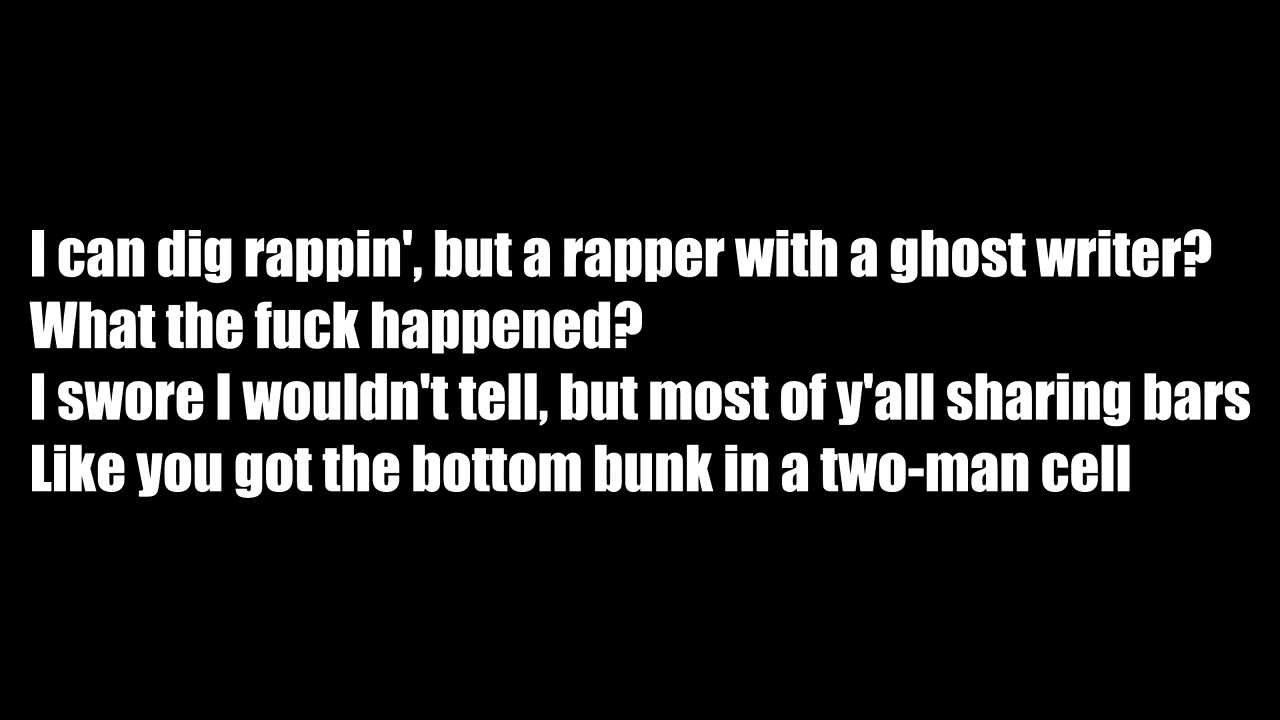 I can dig rappin', but a rapper with a ghost writer?
What the fuck happened?
I swore I wouldn't tell, but most of y'all sharing bars
Like you got the bottom bunk in a two-man cell